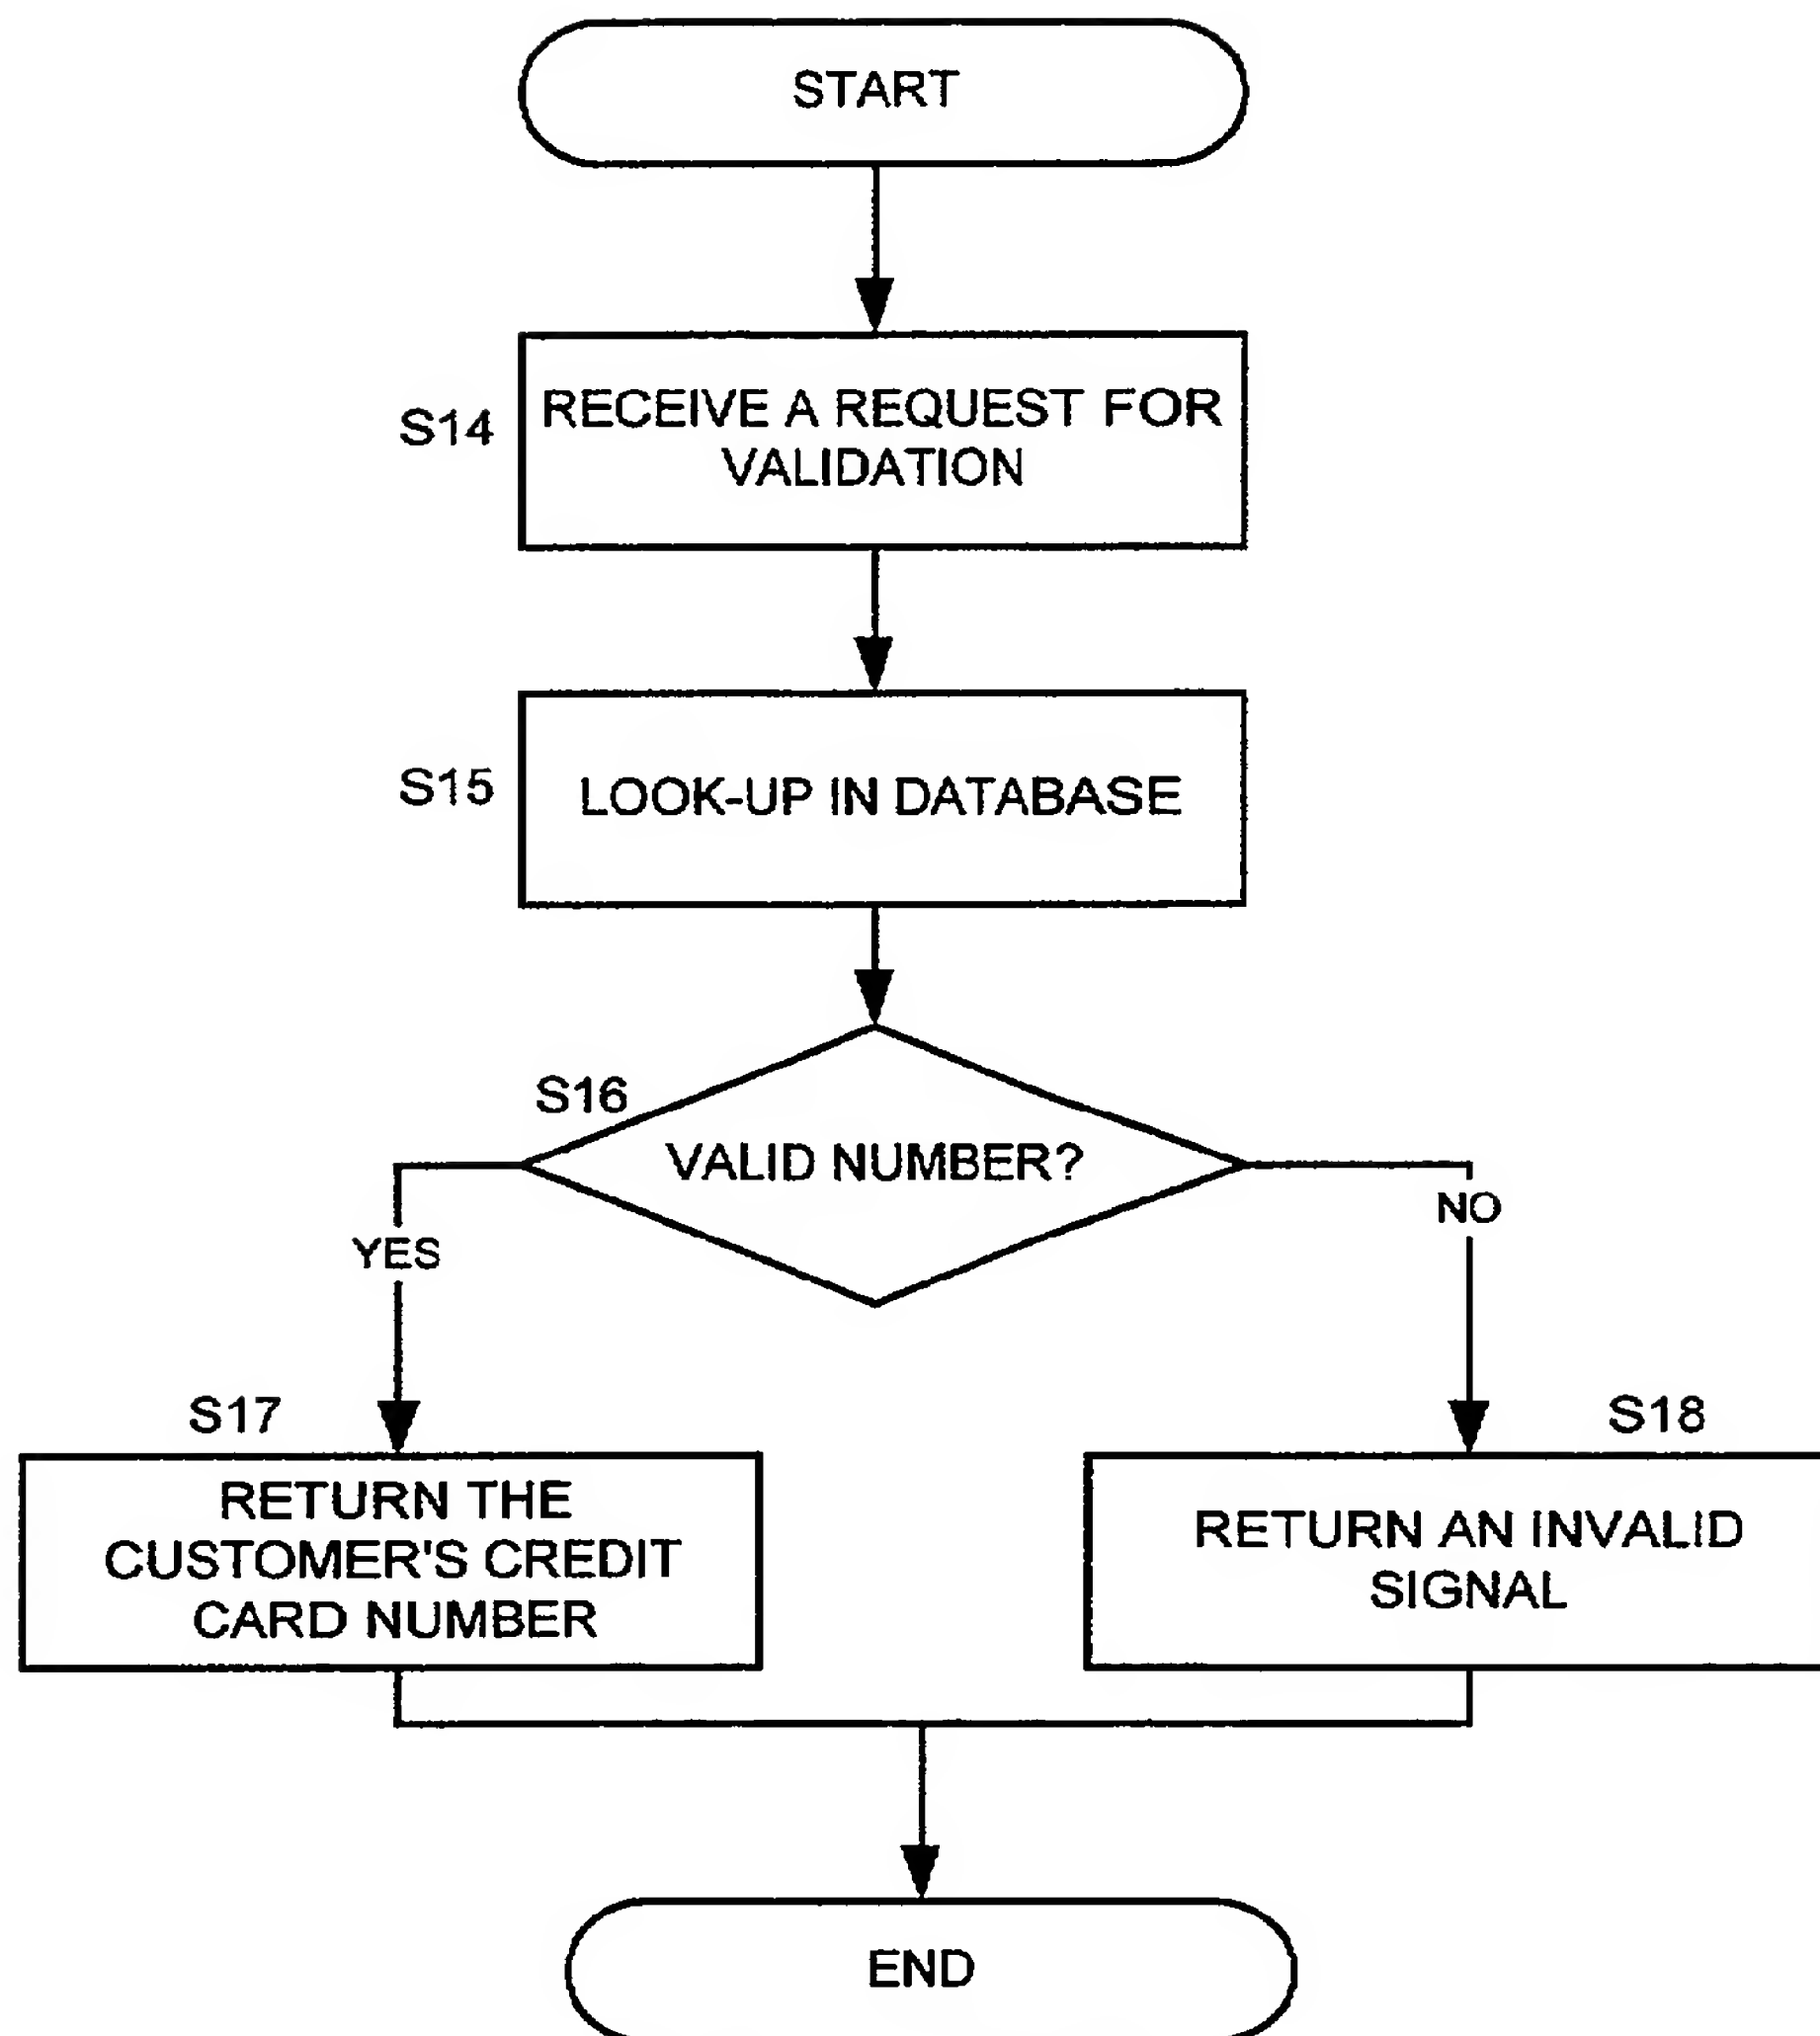 START
S14
RECEIVE A REQUEST FOR
VALIDATION
S15
LOOK-UP IN DATABASE
S16
VALID NUMBER?
YES
NO
S17
RETURN THE
CUSTOMER'S CREDIT
CARD NUMBER
S18
RETURN AN INVALID
SIGNAL
END